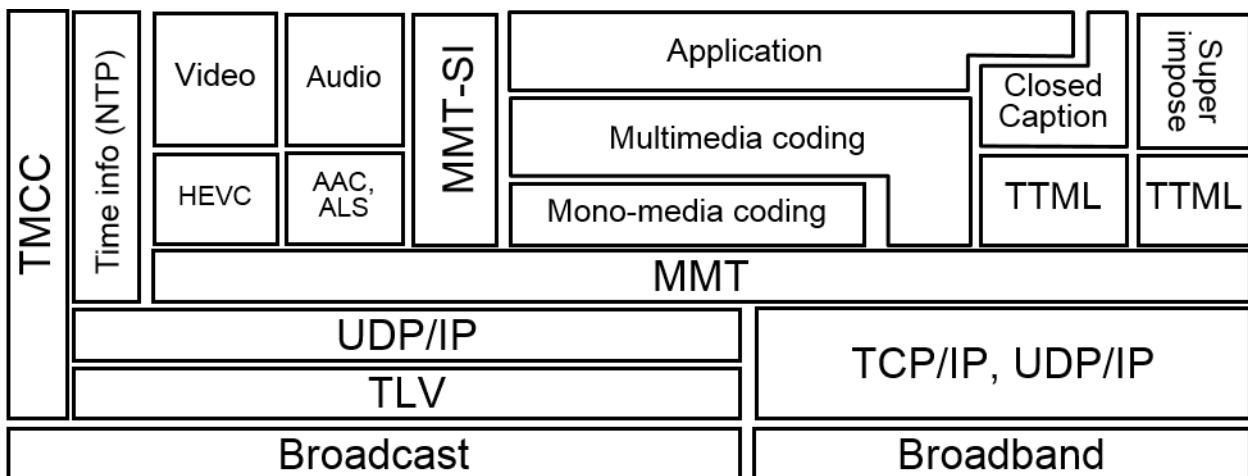 TMCC
Time info (NTP)
Video
Audio
MMT-SI
Application
Closed
Caption
Super
impose
HEVC
AAC,
ALS
Multimedia coding
Mono-media coding
TTML
TTML
MMT
UDP/IP
TLV
TCP/IP, UDP/IP
Broadcast
Broadband